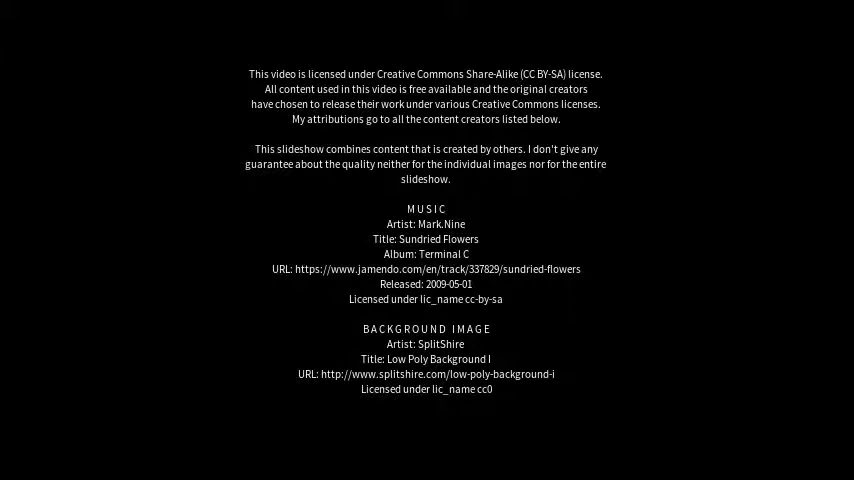 This video is licensed under Creative Commons Share-Alike (CC BY-SA) license.
All content used in this video is free available and the original creators
have chosen to release their work under various Creative Commons licenses.
My attributions go to all the content creators listed below.
This slideshow combines content that is created by others. I don't give any
guarantee about the quality neither for the individual images nor for the entire
slideshow.
MUSIC
Artist: Mark.Nine
Title: Sundried Flowers
Album: Terminal C
URL: https://www.jamendo.com/en/track/337829/sundried-flowers
Released: 2009-05-01
Licensed under lic_name cc-by-sa
BACKGROUND IMAGE
Artist: SplitShire
Title: Low Poly Background I
URL: http://www.splitshire.com/low-poly-background-i
Licensed under lic_name cc0